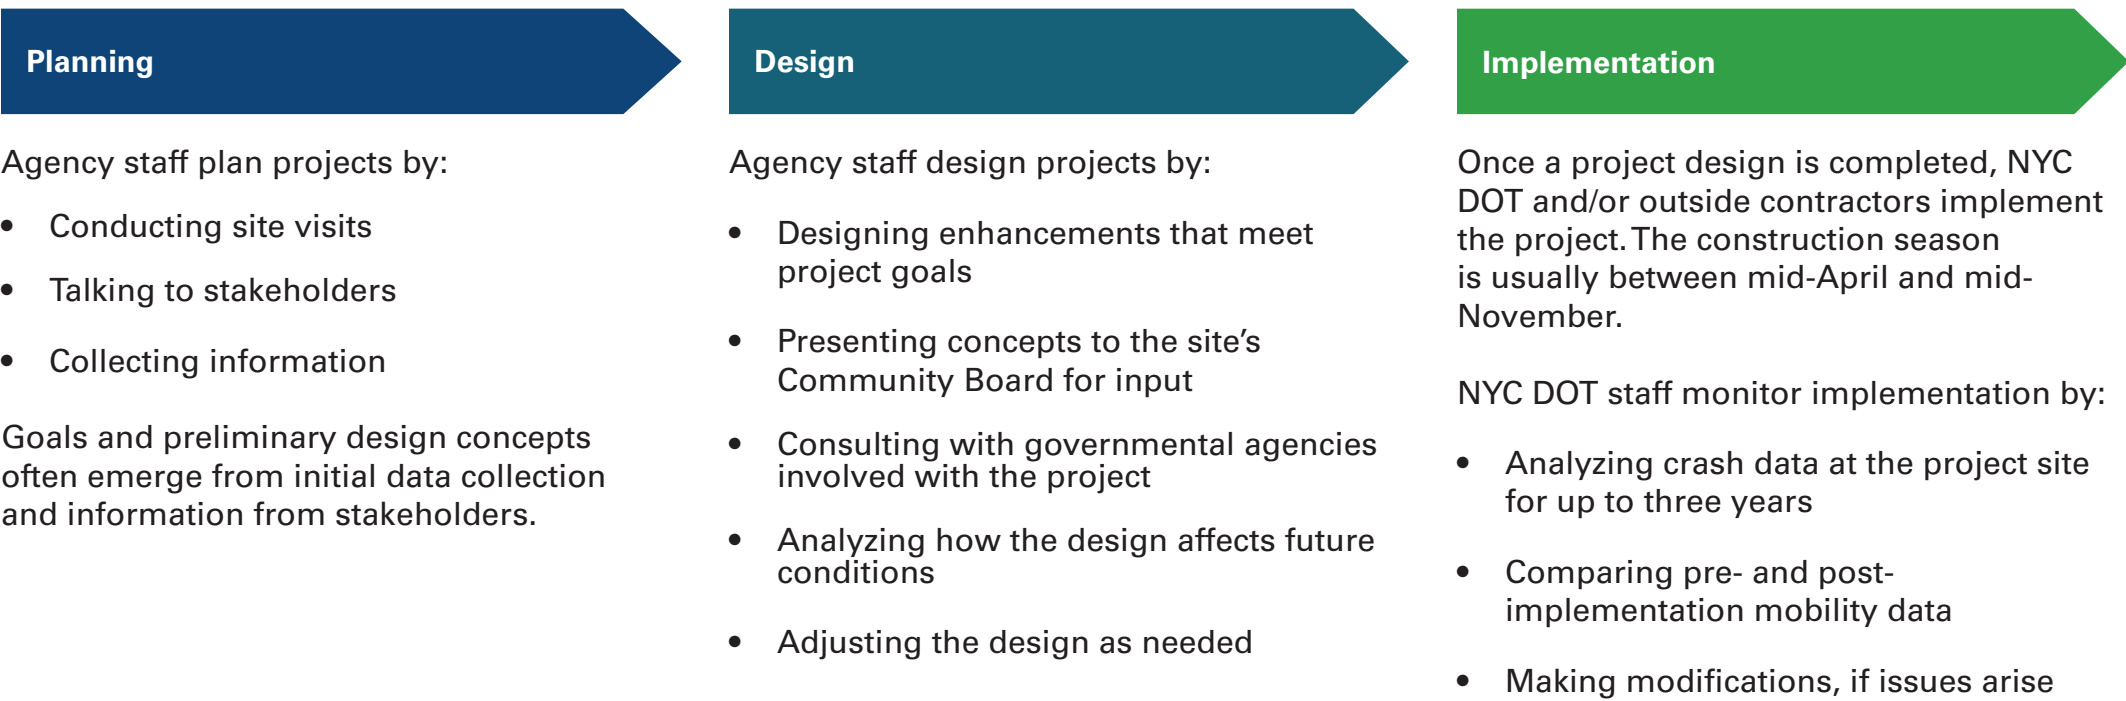 Planning
Agency staff plan projects by:
• Conducting site visits
• Talking to stakeholders
• Collecting information
Goals and preliminary design concepts
often emerge from initial data collection
and information from stakeholders.
Design
Agency staff design projects by:
• Designing enhancements that meet
project goals
• Presenting concepts to the site’s
Community Board for input
• Consulting with governmental agencies
involved with the project
• Analyzing how the design affects future
conditions
• Adjusting the design as needed
Implementation
Once a project design is completed, NYC
DOT and/or outside contractors implement
the project. The construction season
is usually between mid-April and mid-
November.
NYC DOT staff monitor implementation by:
• Analyzing crash data at the project site
for up to three years
• Comparing pre- and post-
implementation mobility data
• Making modifications, if issues arise